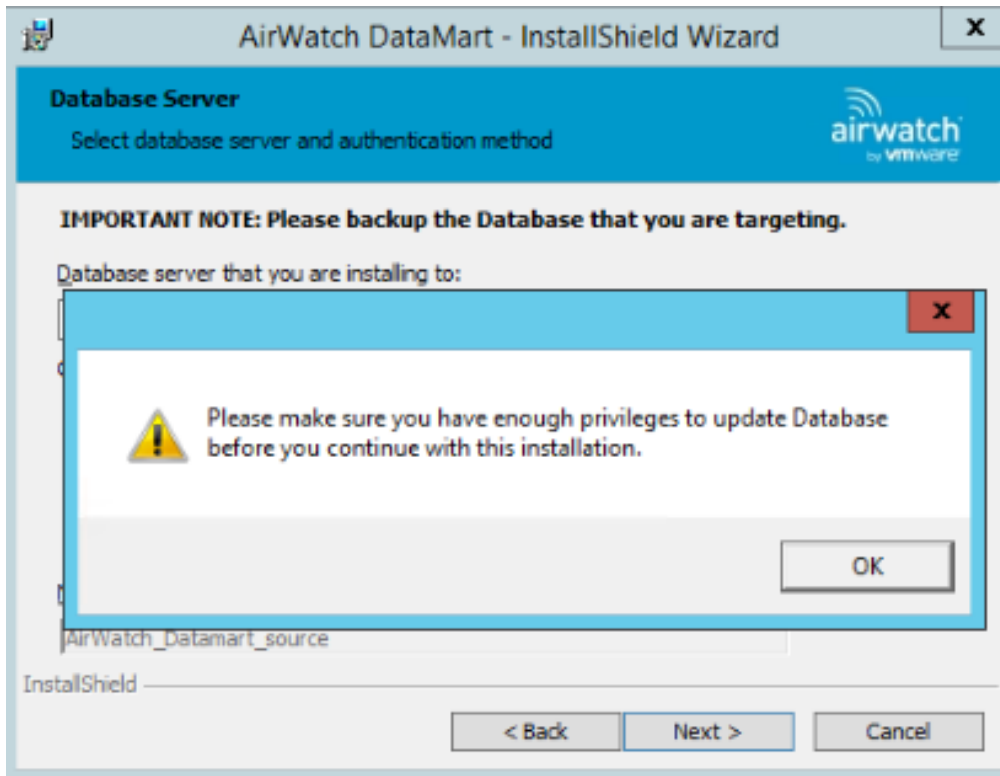 AirWatch DataMart - InstallShield Wizard
x
Database Server
Select database server and authentication method
airwatch
by vmware
IMPORTANT NOTE: Please backup the Database that you are targeting.
Database server that you are installing to:
x
Please make sure you have enough privileges to update Database
before you continue with this installation.
OK
AirWatch_Datamart_source
InstallShield
< Back
Next >
Cancel